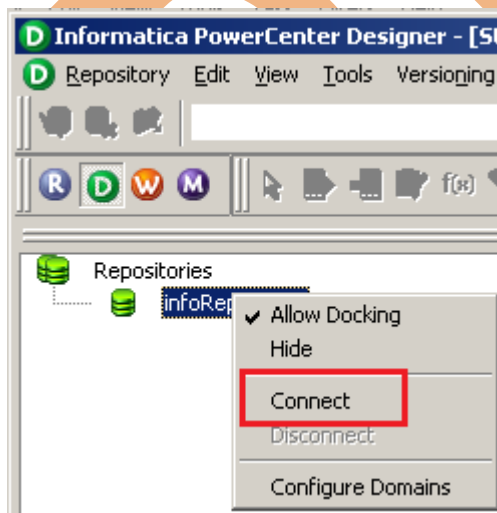 Informatica PowerCenter Designer - [S
Repository Edit View Tools Versioning
R D W M f(x)
Repositories
infoRep
Allow Docking
Hide
Connect
Disconnect
Configure Domains